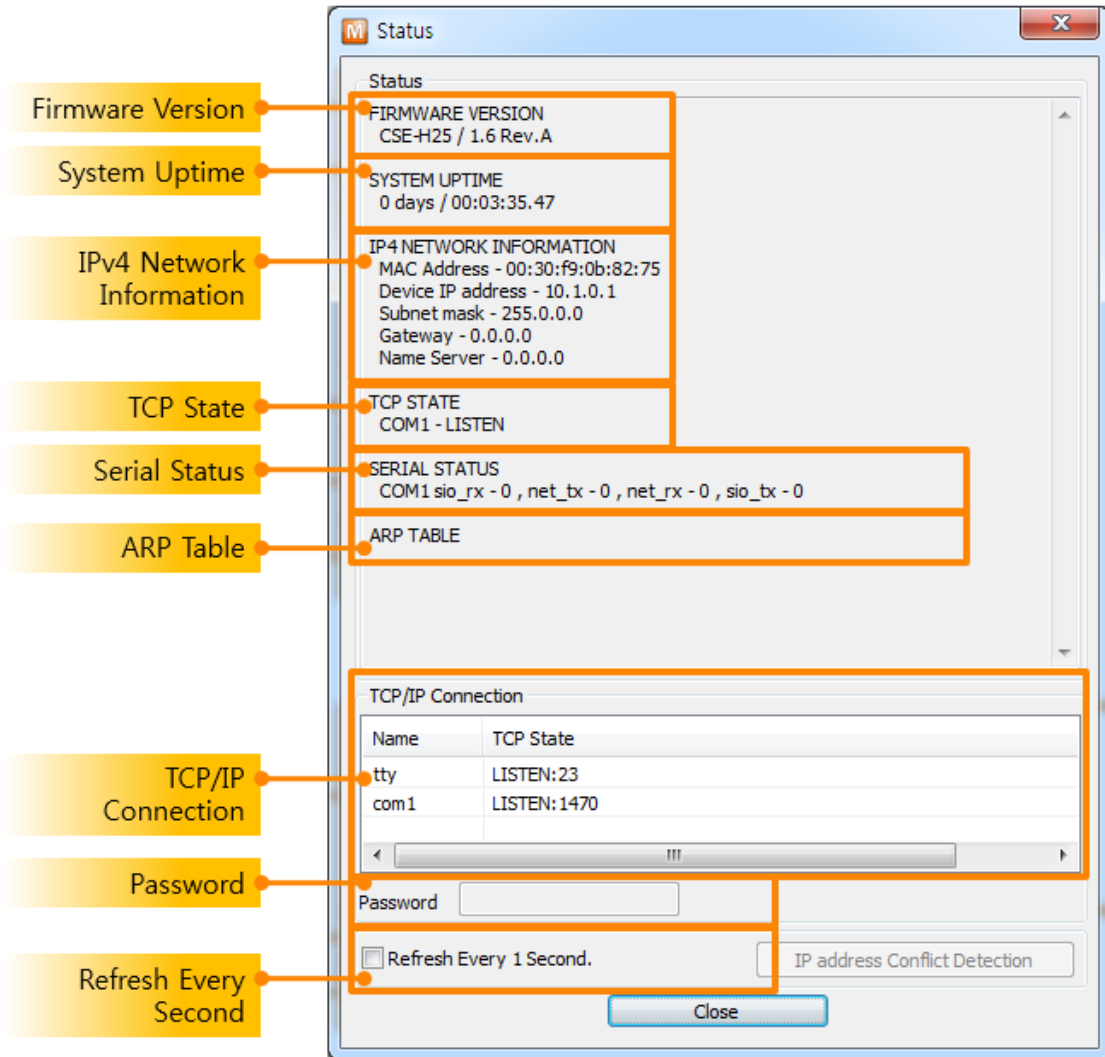 Status
Status
Firmware Version
FIRMWARE VERSION
CSE-H25 / 1.6 Rev.A
System Uptime
SYSTEM UPTIME
0 days / 00:03:35.47
IPv4 Network
Information
IP4 NETWORK INFORMATION
MAC Address - 00:30:f9:0b:82:75
Device IP address - 10.1.0.1
Subnet mask - 255.0.0.0
Gateway - 0.0.0.0
Name Server - 0.0.0.0
TCP State
TCP STATE
COM1 - LISTEN
Serial Status
SERIAL STATUS
COM1 sio_rx - 0 , net_tx - 0 , net_rx - 0 , sio_tx - 0
ARP Table
ARP TABLE
TCP/IP Connection
Name TCP State
TCP/IP
Connection
tty LISTEN:23
com1 LISTEN:1470
Password
Password
Refresh Every
Second
Refresh Every 1 Second.
IP address Conflict Detection
Close